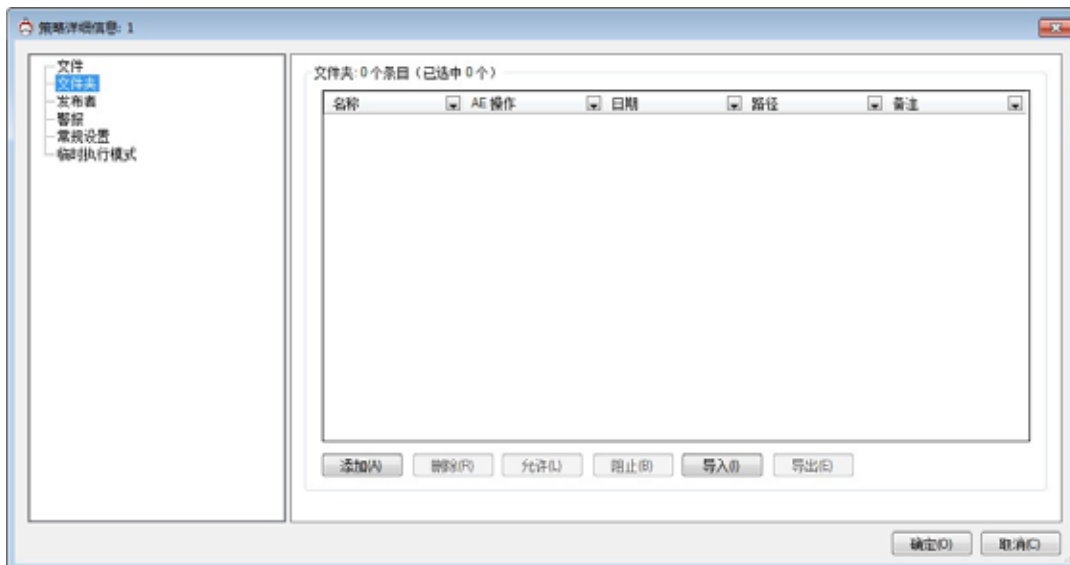 策略详细信息: 1
文件
文件夹
发布者
警报
常规设置
临时执行模式
文件夹: 0 个条目 (已选中 0 个)
名称 AE 操作 日期 路径 备注
添加(A) 删除(R) 允许(L) 阻止(B) 导入(I) 导出(E)
确定(O) 取消(C)